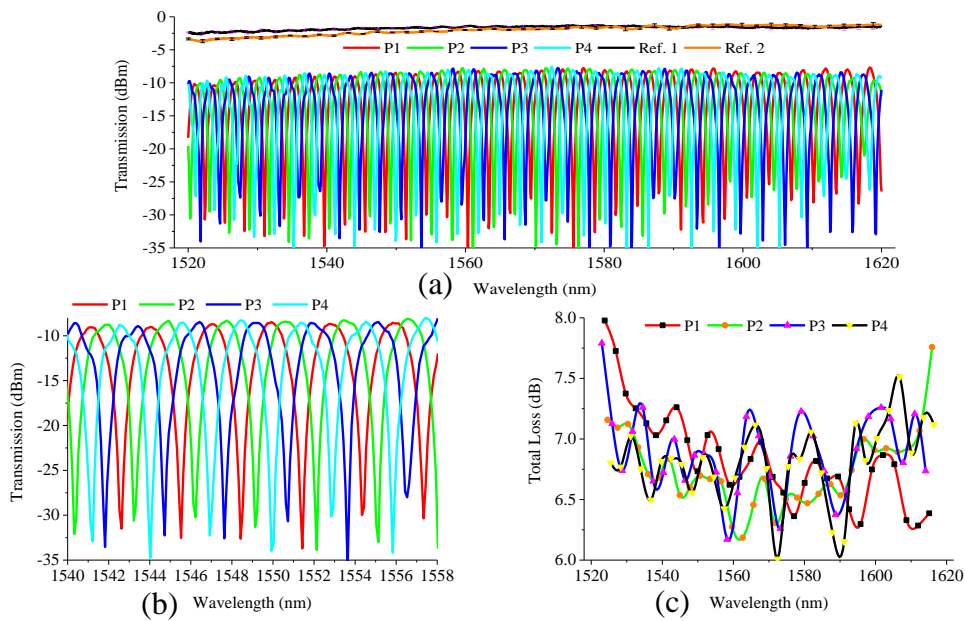 0
-5
-10
-15
-20
-25
-30
-35
Transmission (dBm)
P1 P2 P3 P4 Ref. 1 Ref. 2
1520 1540 1560 1580 1600 1620
Wavelength (nm)
(a)
P1 P2 P3 P4
-10
-15
-20
-25
-30
-35
Transmission (dBm)
1540 1542 1544 1546 1548 1550 1552 1554 1556 1558
Wavelength (nm)
(b)
8.0
7.5
7.0
6.5
6.0
Total Loss (dB)
P1 P2 P3 P4
1520 1540 1560 1580 1600 1620
Wavelength (nm)
(c)